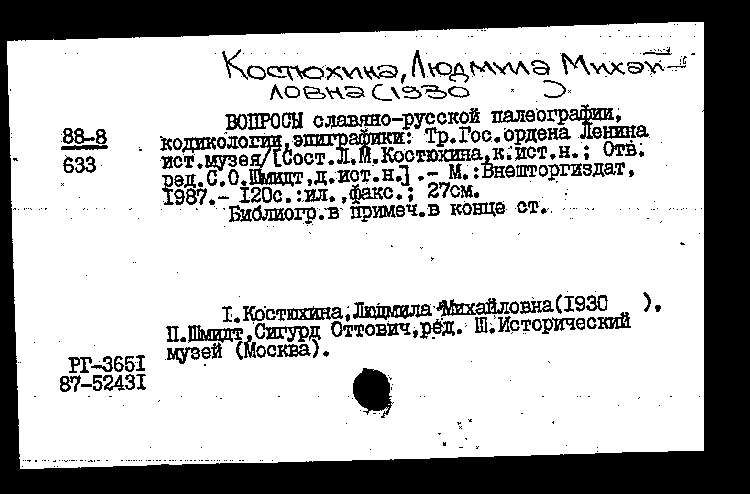 Костюхина, Людмила Михай-
ловна (1930    )
ВОПРОСЫ славяно-русской палеографии,
88-8
633
кодикологии,эпиграфики: Тр.Гос.ордена Ленина
ист.музея/[Сост.Л.М.Костюхина,к.ист.н.; Отв.
ред.С.О.Шмидт,д.ист.н.] .- М.:Внешторгиздат,
1987.- 120с.:ил.,факс.; 27см.
Библиогр.в примеч.в конце ст.
I.Костюхина,Людмила Михайловна(1930    ).
II.Шмидт,Сигурд Оттович,ред. III.Исторический
музей (Москва).
РГ-3651
87-52431